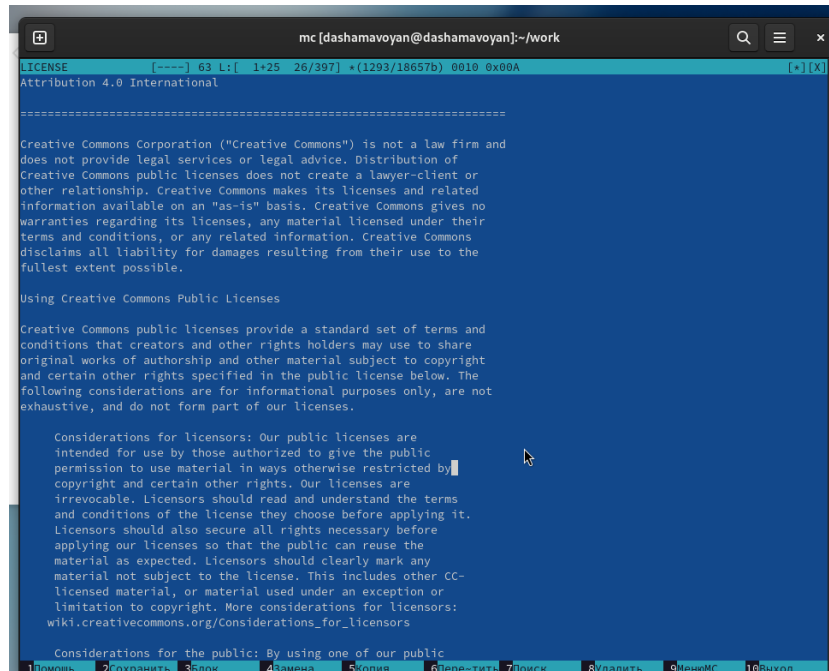 mc [dashamavoyan@dashamavoyan]:~/work
LICENSE [----] 63 L:[ 1+25 26/397] *(1293/18657b) 0010 0x00A [*][X]
Attribution 4.0 International
=======================================================================
Creative Commons Corporation ("Creative Commons") is not a law firm and
does not provide legal services or legal advice. Distribution of
Creative Commons public licenses does not create a lawyer-client or
other relationship. Creative Commons makes its licenses and related
information available on an "as-is" basis. Creative Commons gives no
warranties regarding its licenses, any material licensed under their
terms and conditions, or any related information. Creative Commons
disclaims all liability for damages resulting from their use to the
fullest extent possible.
Using Creative Commons Public Licenses
Creative Commons public licenses provide a standard set of terms and
conditions that creators and other rights holders may use to share
original works of authorship and other material subject to copyright
and certain other rights specified in the public license below. The
following considerations are for informational purposes only, are not
exhaustive, and do not form part of our licenses.
Considerations for licensors: Our public licenses are
intended for use by those authorized to give the public
permission to use material in ways otherwise restricted by
copyright and certain other rights. Our licenses are
irrevocable. Licensors should read and understand the terms
and conditions of the license they choose before applying it.
Licensors should also secure all rights necessary before
applying our licenses so that the public can reuse the
material as expected. Licensors should clearly mark any
material not subject to the license. This includes other CC-
licensed material, or material used under an exception or
limitation to copyright. More considerations for licensors:
wiki.creativecommons.org/Considerations_for_licensors
Considerations for the public: By using one of our public
1Помощь 2Сохранить 3Блок 4Замена 5Копия 6Пере~тить 7Поиск 8Удалить 9МенюМС 10Выход